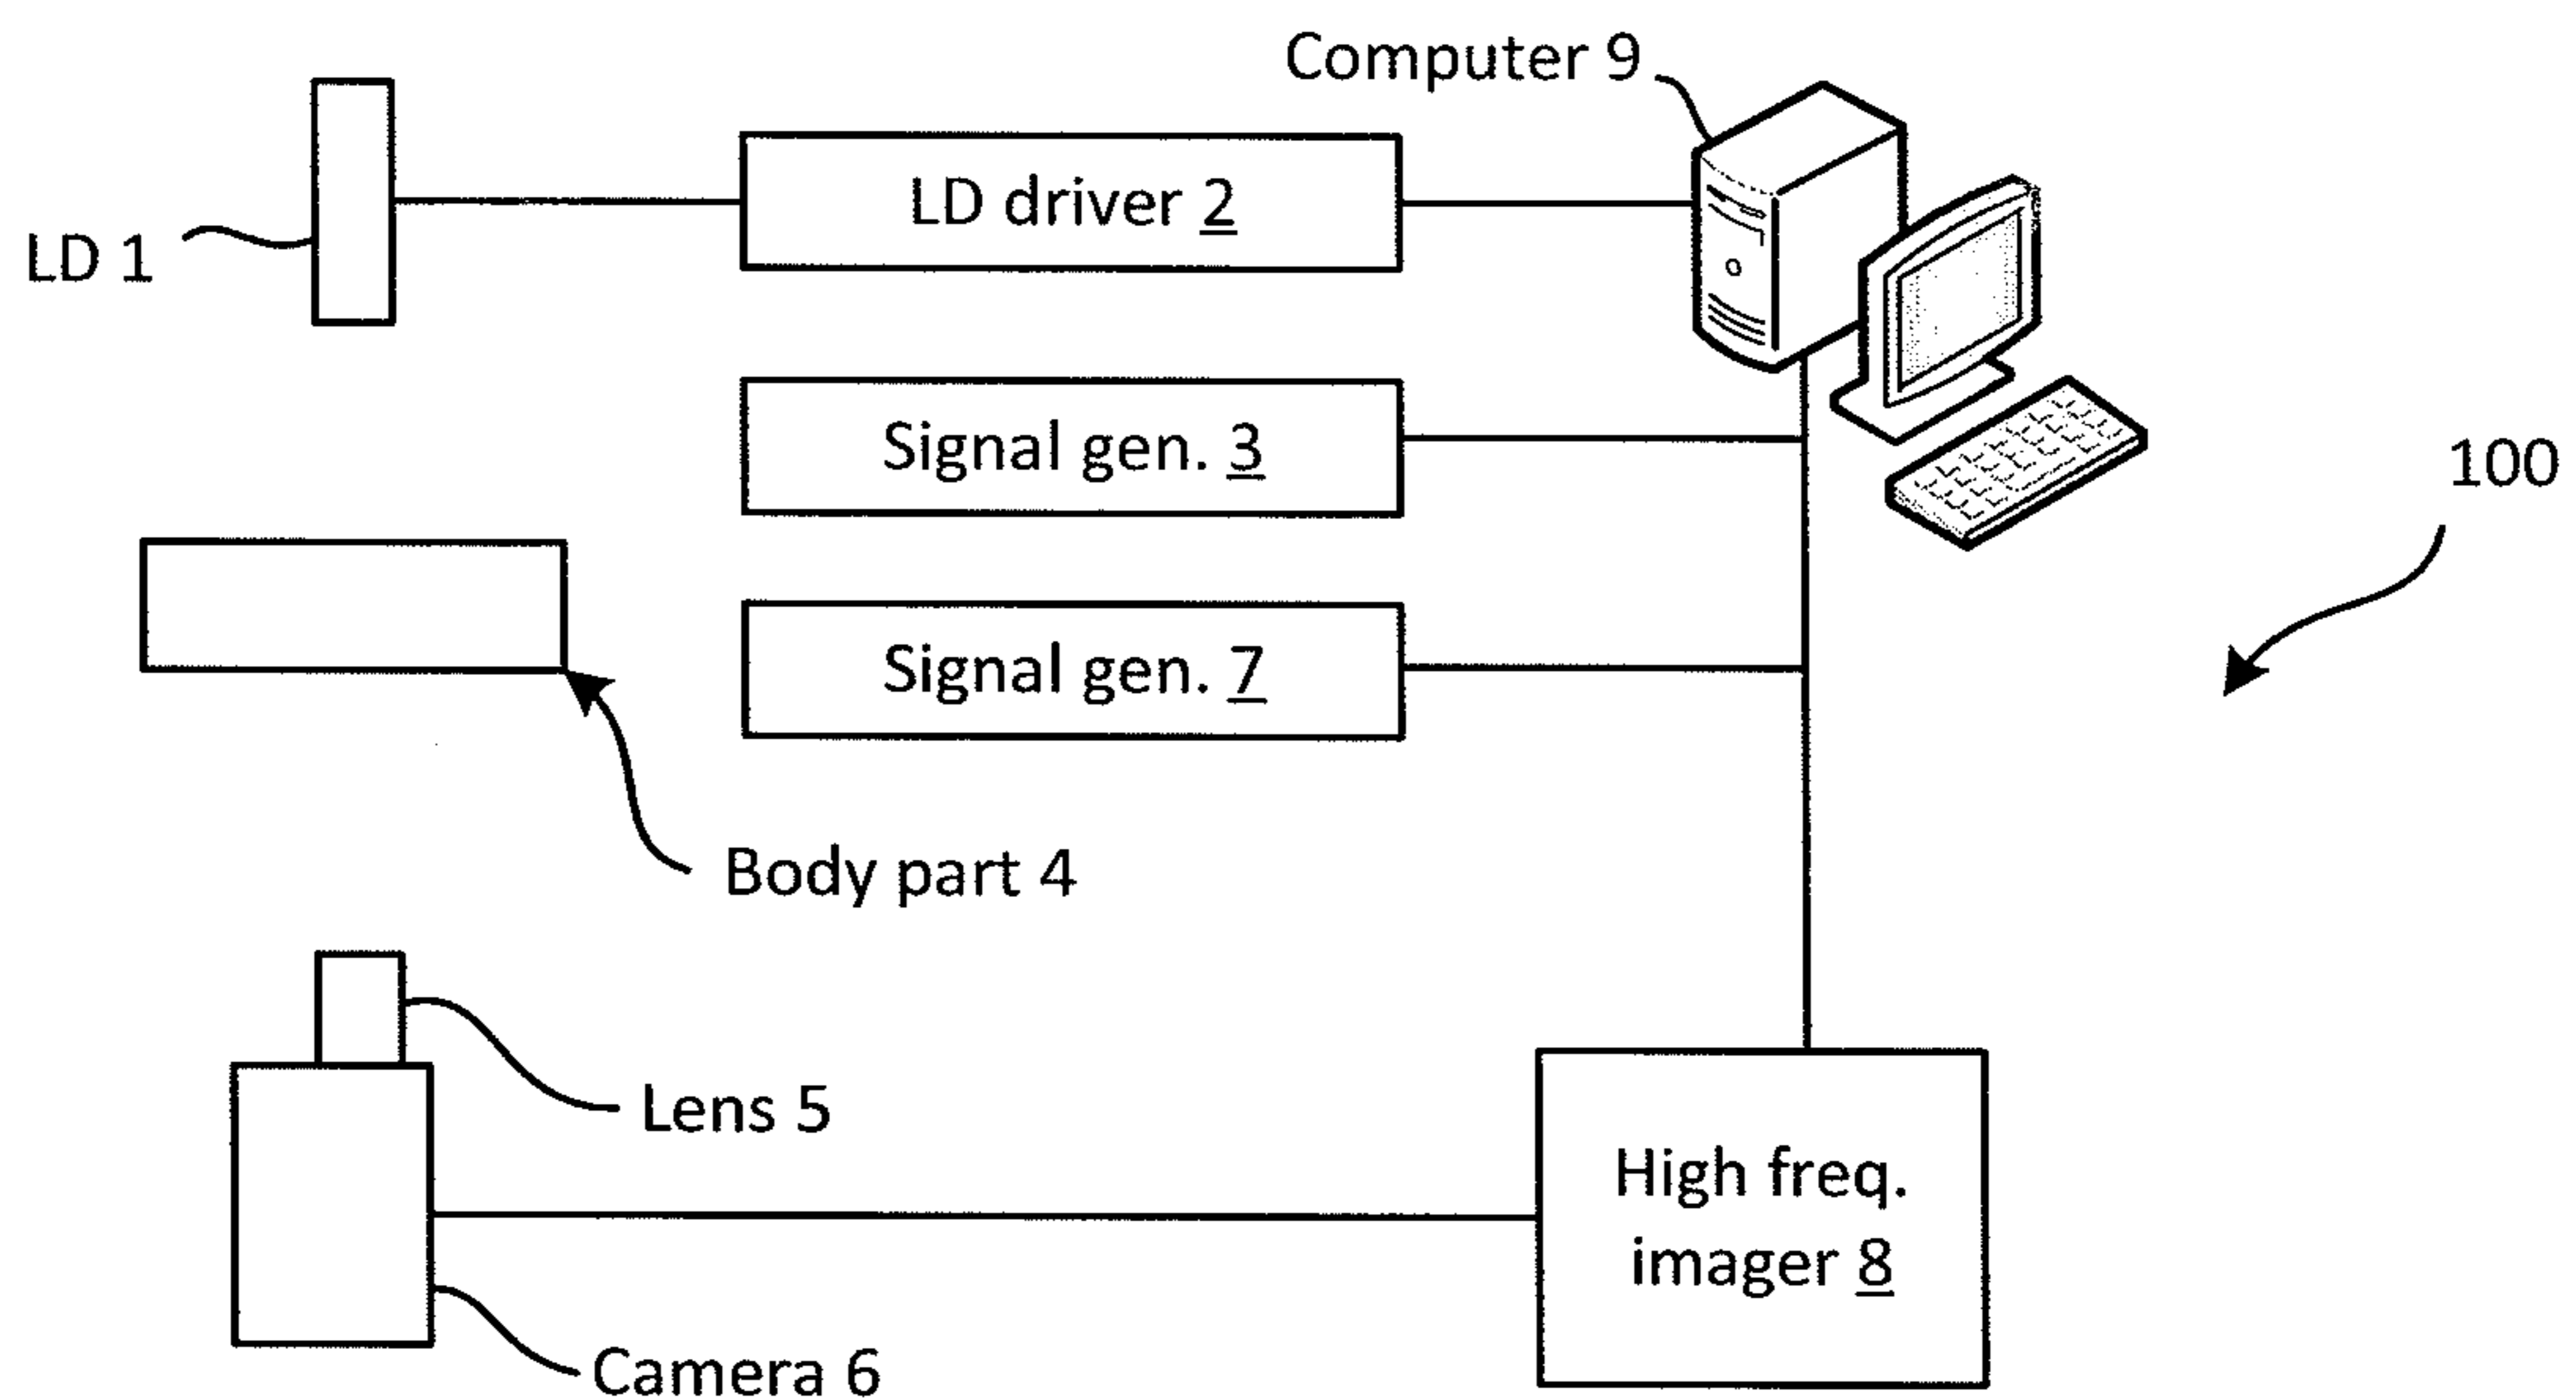 Computer 9
LD 1
LD driver 2
Signal gen. 3
100
Signal gen. 7
Body part 4
Lens 5
High freq.
imager 8
Camera 6